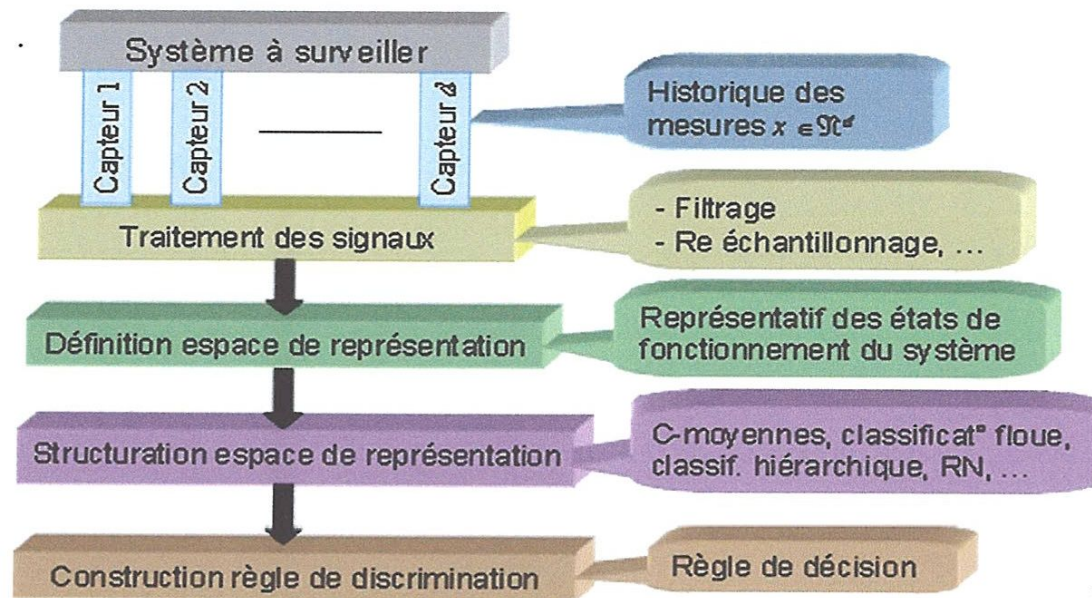 Système à surveiller
Capteur 1
Capteur 2
Capteur d
Historique des
mesures x ∈ ℜᵈ
Traitement des signaux
- Filtrage
- Re échantillonnage, ...
Définition espace de représentation
Représentatif des états de
fonctionnement du système
Structuration espace de représentation
C-moyennes, classificat° floue,
classif. hiérarchique, RN, ...
Construction règle de discrimination
Règle de décision